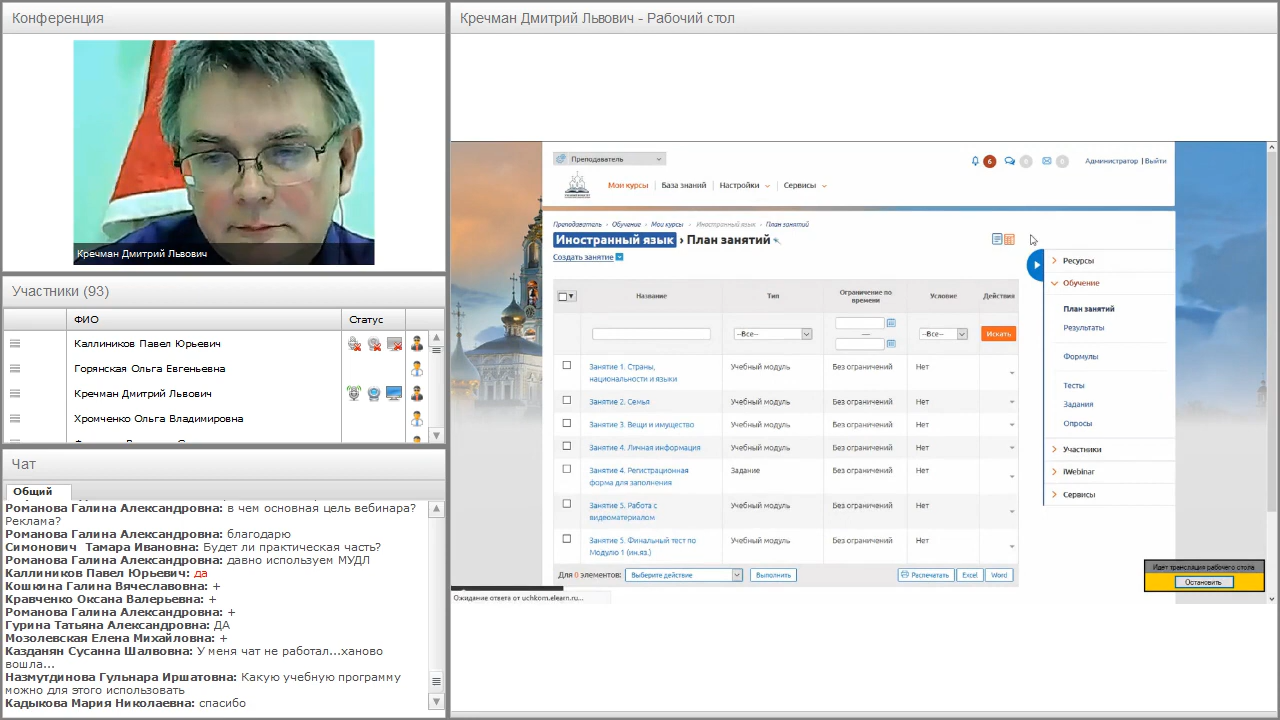 Конференция
Кречман Дмитрий Львович
Участники (93)
ФИО
Статус
Каллиников Павел Юрьевич
Горянская Ольга Евгеньевна
Кречман Дмитрий Львович
Хромченко Ольга Владимировна
Чат
Общий
Романова Галина Александровна: в чем основная цель вебинара?
Реклама?
Романова Галина Александровна: благодарю
Симонович Тамара Ивановна: Будет ли практическая часть?
Романова Галина Александровна: давно используем МУДЛ
Каллиников Павел Юрьевич: да
Кошкина Галина Вячеславовна: +
Кравченко Оксана Валерьевна: +
Романова Галина Александровна: +
Гурина Татьяна Александровна: ДА
Мозолевская Елена Михайловна: +
Казданян Сусанна Шалвовна: У меня чат не работал...ханово
вошла...
Назмутдинова Гульнара Иршатовна: Какую учебную программу
можно для этого использовать
Кадыкова Мария Николаевна: спасибо
Кречман Дмитрий Львович - Рабочий стол
Преподаватель
6
0
0
Администратор | Выйти
Мои курсы
База знаний
Настройки
Сервисы
Преподаватель Обучение Мои курсы Иностранный язык План занятий
Иностранный язык › План занятий
Создать занятие
Название
Тип
Ограничение по
времени
Условие
Действия
--Все--
—
--Все--
Искать
Занятие 1. Страны,
национальности и языки
Учебный модуль
Без ограничений
Нет
Занятие 2. Семья
Учебный модуль
Без ограничений
Нет
Занятие 3. Вещи и имущество
Учебный модуль
Без ограничений
Нет
Занятие 4. Личная информация
Учебный модуль
Без ограничений
Нет
Занятие 4. Регистрационная
форма для заполнения
Задание
Без ограничений
Нет
Занятие 5. Работа с
видеоматериалом
Учебный модуль
Без ограничений
Нет
Занятие 5. Финальный тест по
Модулю 1 (ин.яз.)
Учебный модуль
Без ограничений
Нет
Для 0 элементов:
Выберите действие
Выполнить
Распечатать
Excel
Word
Ресурсы
Обучение
План занятий
Результаты
Формулы
Тесты
Задания
Опросы
Участники
iWebinar
Сервисы
Идет трансляция рабочего стола
Остановить
Ожидание ответа от uchkom.elearn.ru...